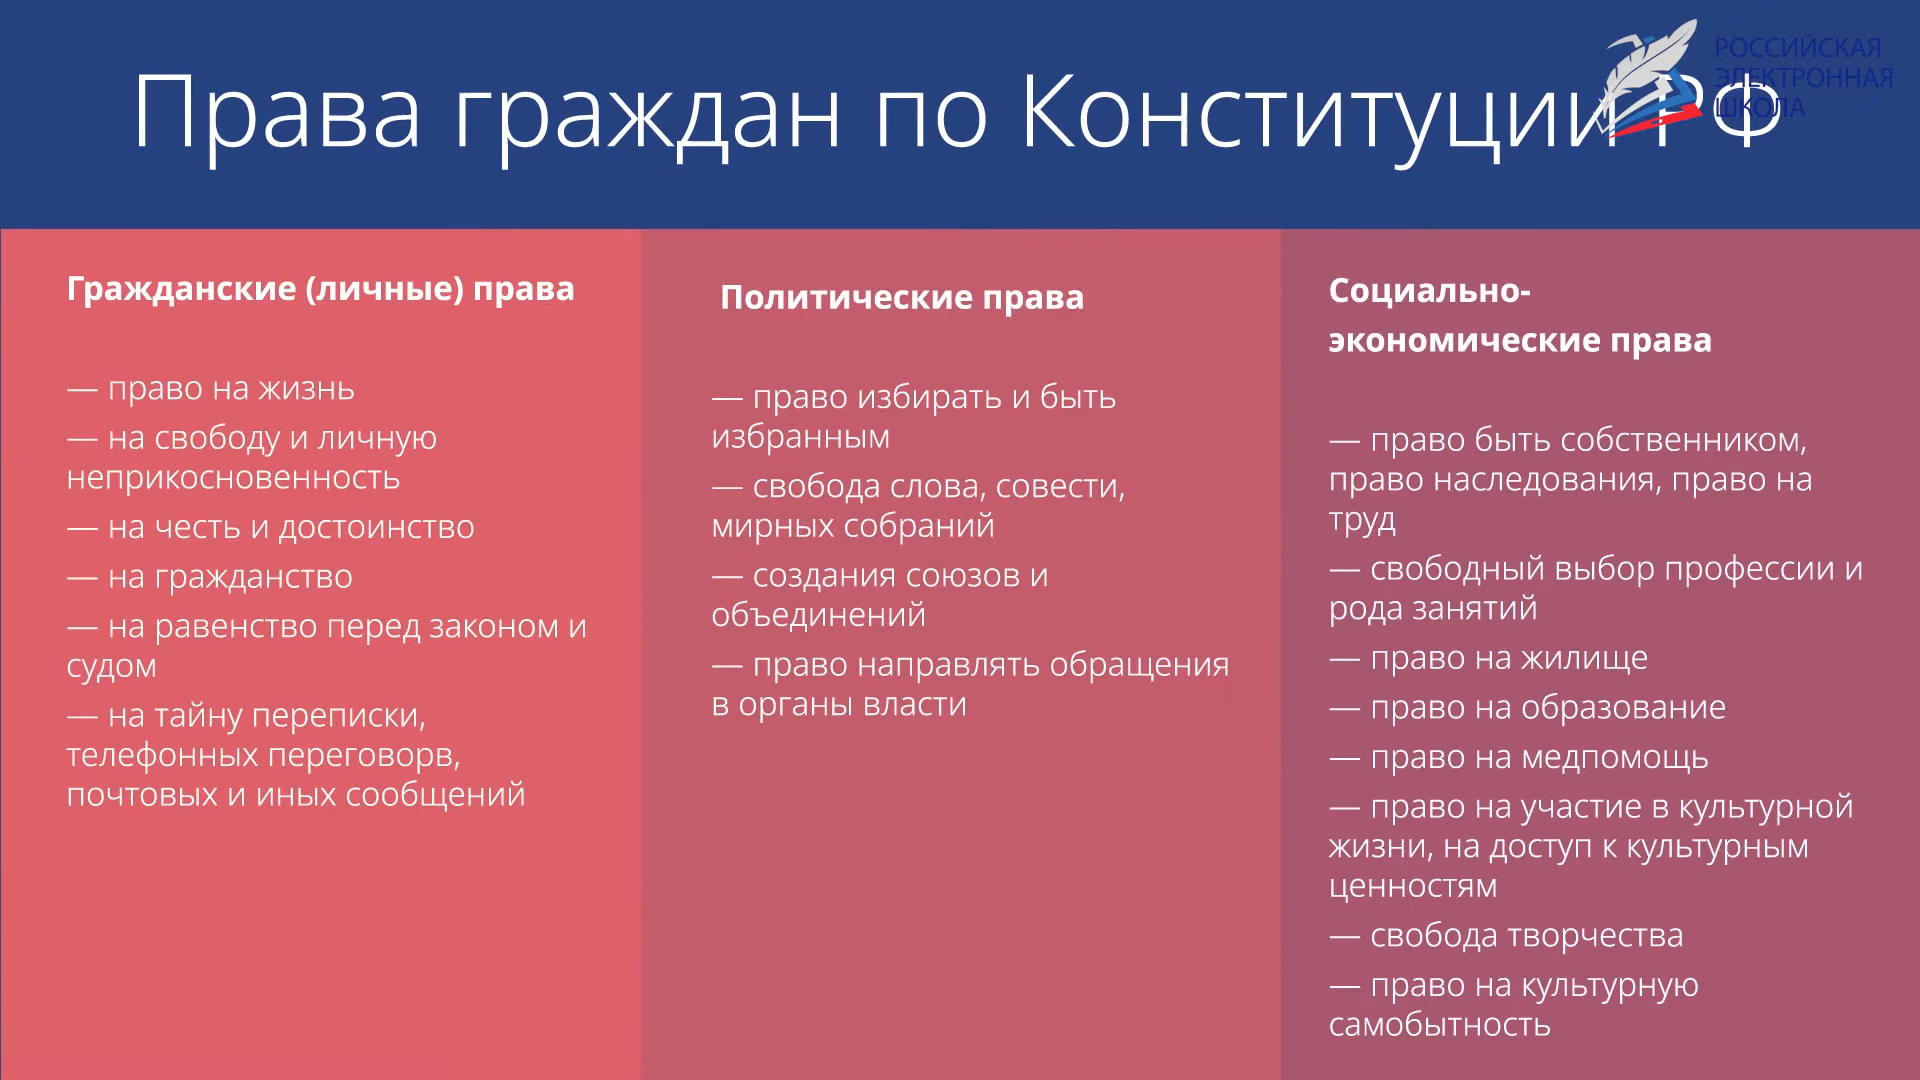 Права граждан по Конституции РФ
РОССИЙСКАЯ
ЭЛЕКТРОННАЯ
ШКОЛА
Гражданские (личные) права
— право на жизнь
— на свободу и личную
неприкосновенность
— на честь и достоинство
— на гражданство
— на равенство перед законом и
судом
— на тайну переписки,
телефонных переговорв,
почтовых и иных сообщений
Политические права
— право избирать и быть
избранным
— свобода слова, совести,
мирных собраний
— создания союзов и
объединений
— право направлять обращения
в органы власти
Социально-
экономические права
— право быть собственником,
право наследования, право на
труд
— свободный выбор профессии и
рода занятий
— право на жилище
— право на образование
— право на медпомощь
— право на участие в культурной
жизни, на доступ к культурным
ценностям
— свобода творчества
— право на культурную
самобытность